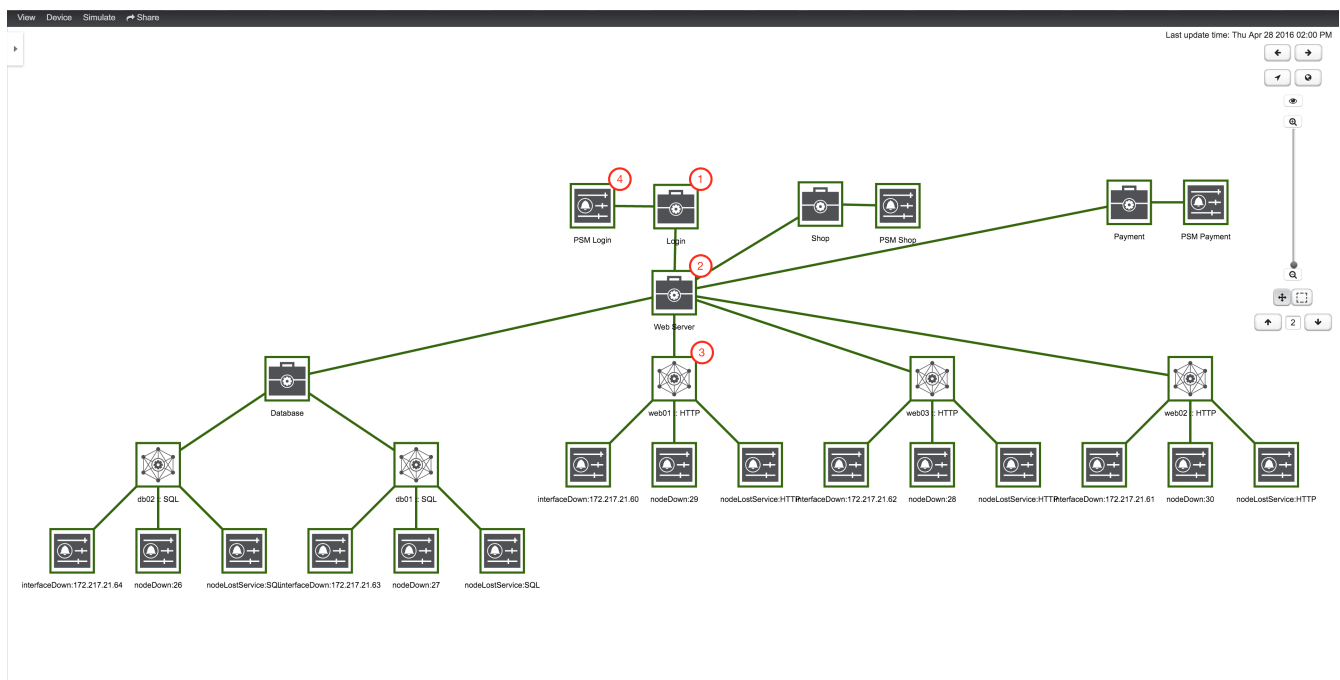 View Device Simulate Share
Last update time: Thu Apr 28 2016 02:00 PM
4
1
PSM Login
Login
Shop
PSM Shop
Payment
PSM Payment
2
Web Server
2
3
Database
web01 :: HTTP
web03 :: HTTP
web02 :: HTTP
db02 :: SQL
db01 :: SQL
interfaceDown:172.217.21.60
nodeDown:29
nodeLostService:HTTP
interfaceDown:172.217.21.62
nodeDown:28
nodeLostService:HTTP
interfaceDown:172.217.21.61
nodeDown:30
nodeLostService:HTTP
interfaceDown:172.217.21.64
nodeDown:26
nodeLostService:SQL
interfaceDown:172.217.21.63
nodeDown:27
nodeLostService:SQL